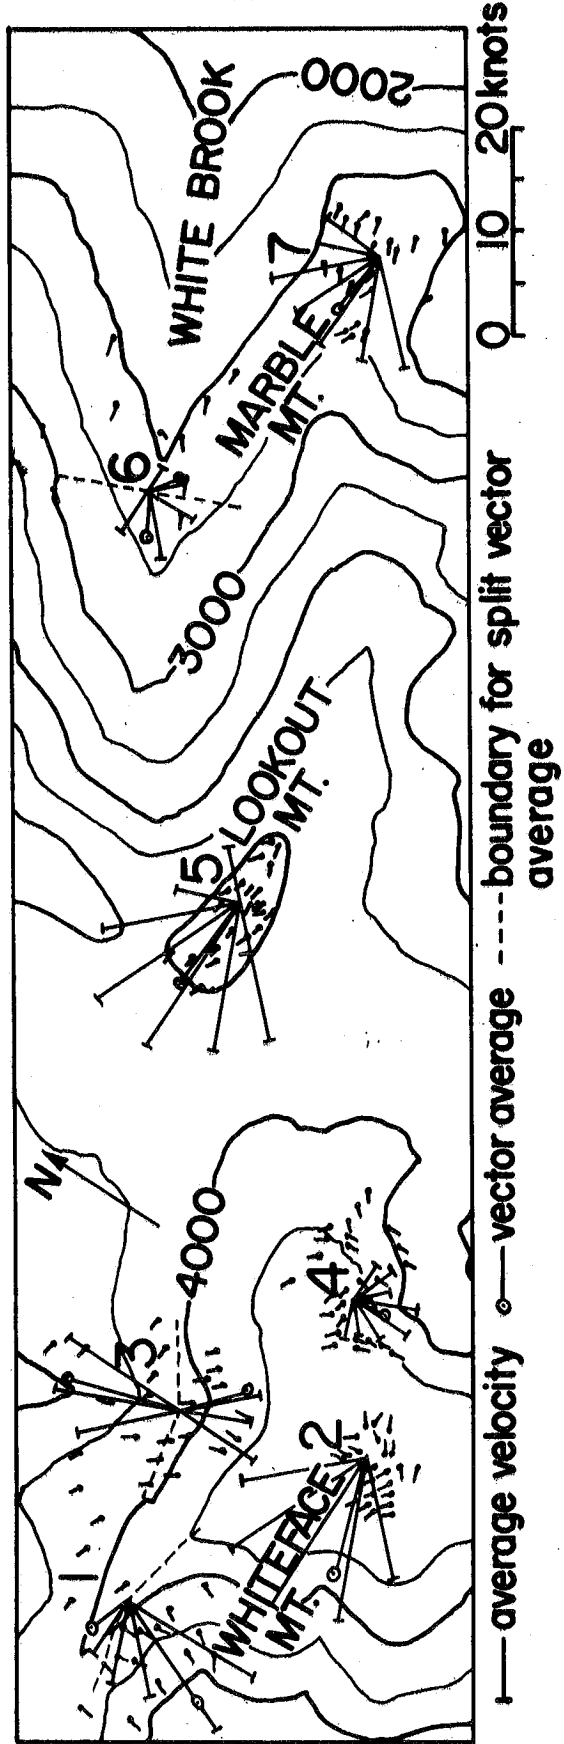 N
1
WHITEFACE
MT.
2
3
4
4000
5
LOOKOUT
MT.
3000
6
MARBLE
MT.
7
WHITE BROOK
2000
average velocity
vector average
boundary for split vector
average
0 10 20 knots